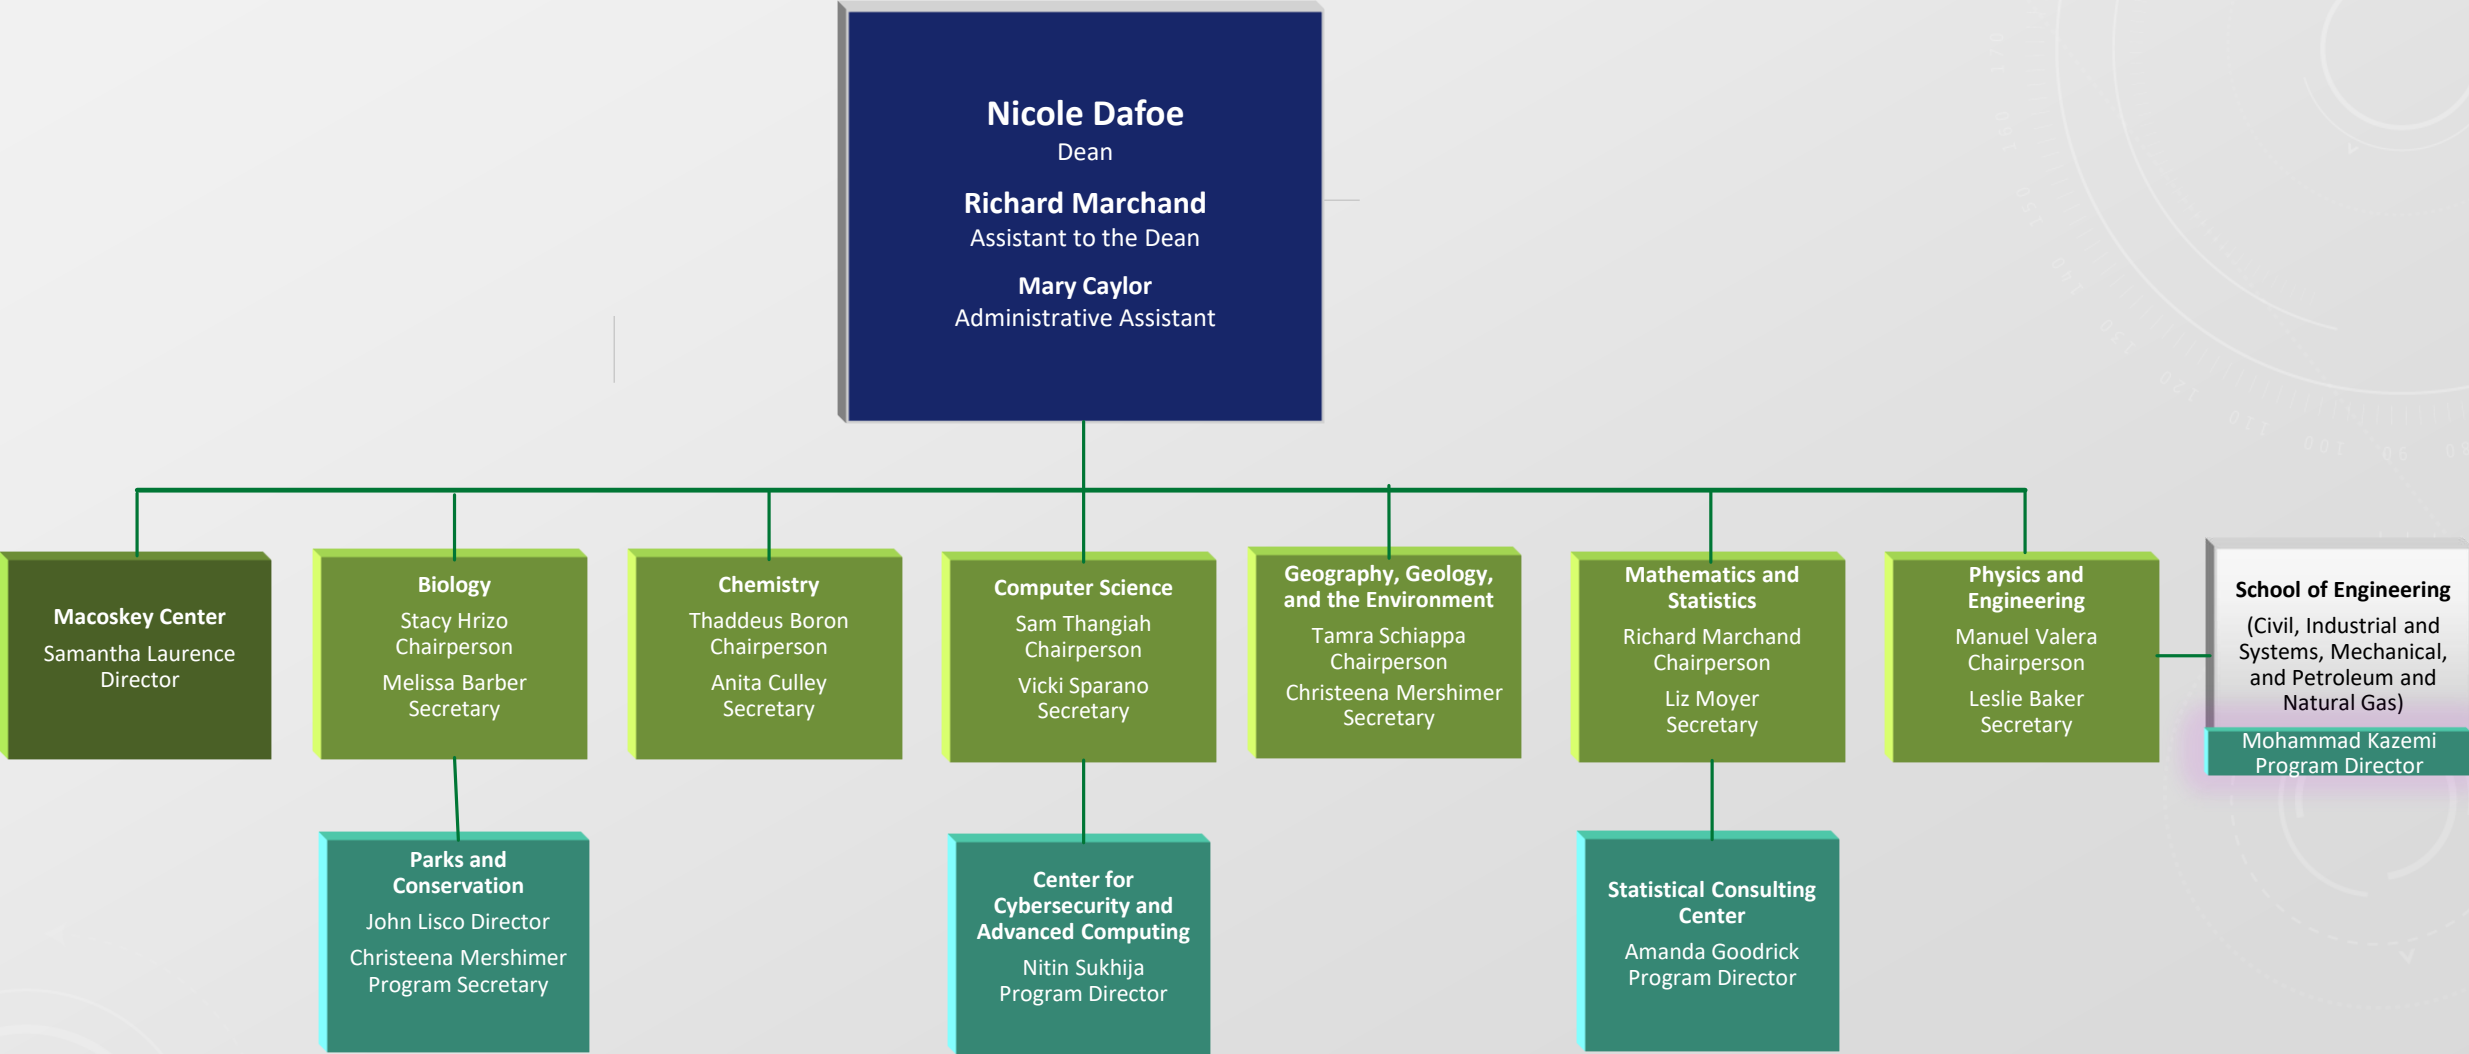 Nicole Dafoe
Dean
Richard Marchand
Assistant to the Dean
Mary Caylor
Administrative Assistant
Macoskey Center
Samantha Laurence
Director
Biology
Stacy Hrizo
Chairperson
Melissa Barber
Secretary
Chemistry
Thaddeus Boron
Chairperson
Anita Culley
Secretary
Computer Science
Sam Thangiah
Chairperson
Vicki Sparano
Secretary
Geography, Geology,
and the Environment
Tamra Schiappa
Chairperson
Christeena Mershimer
Secretary
Mathematics and
Statistics
Richard Marchand
Chairperson
Liz Moyer
Secretary
Physics and
Engineering
Manuel Valera
Chairperson
Leslie Baker
Secretary
School of Engineering
(Civil, Industrial and
Systems, Mechanical,
and Petroleum and
Natural Gas)
Mohammad Kazemi
Program Director
Parks and
Conservation
John Lisco Director
Christeena Mershimer
Program Secretary
Center for
Cybersecurity and
Advanced Computing
Nitin Sukhija
Program Director
Statistical Consulting
Center
Amanda Goodrick
Program Director